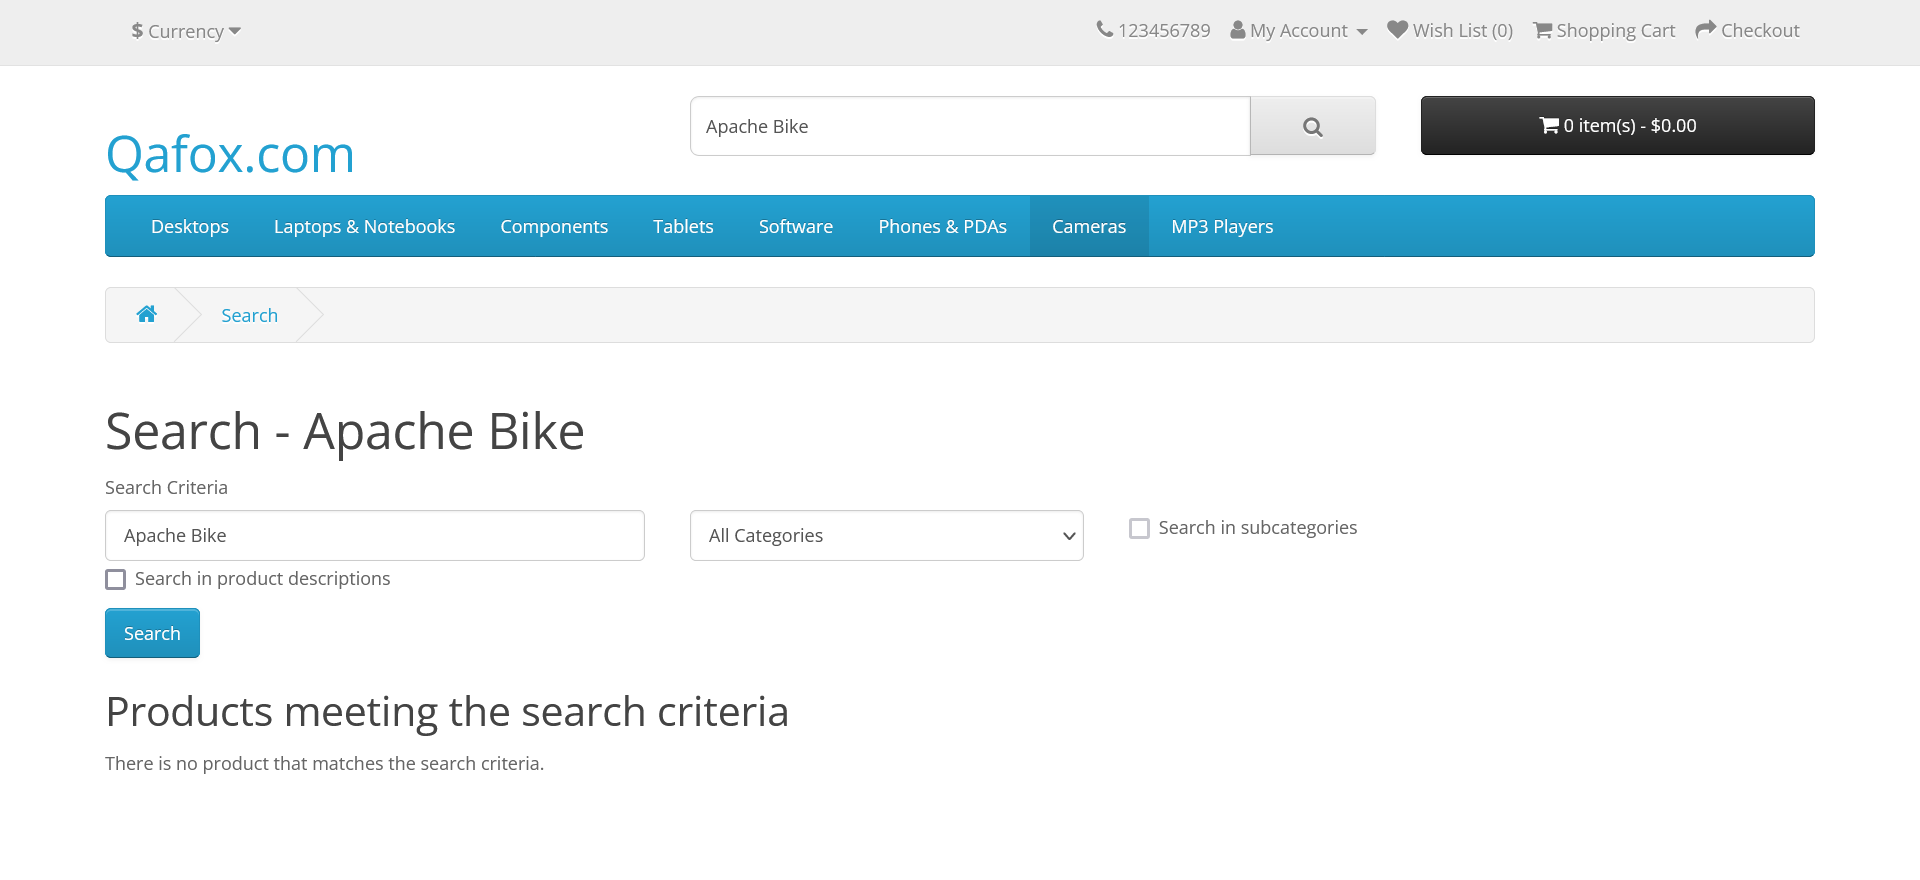 $ Currency
123456789
My Account
Wish List (0)
Shopping Cart
Checkout
Qafox.com
Apache Bike
0 item(s) - $0.00
Desktops
Laptops & Notebooks
Components
Tablets
Software
Phones & PDAs
Cameras
MP3 Players
Search
Search - Apache Bike
Search Criteria
Apache Bike
All Categories
Search in subcategories
Search in product descriptions
Search
Products meeting the search criteria
There is no product that matches the search criteria.